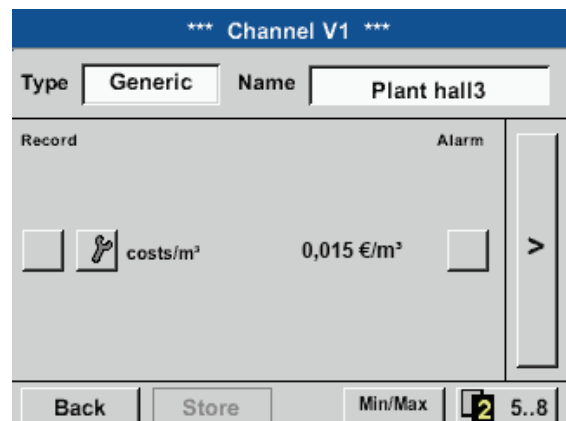 *** Channel V1 ***
Type Generic Name Plant hall3
Record Alarm
costs/m³ 0,015 €/m³ >
Back Store Min/Max 2 5..8